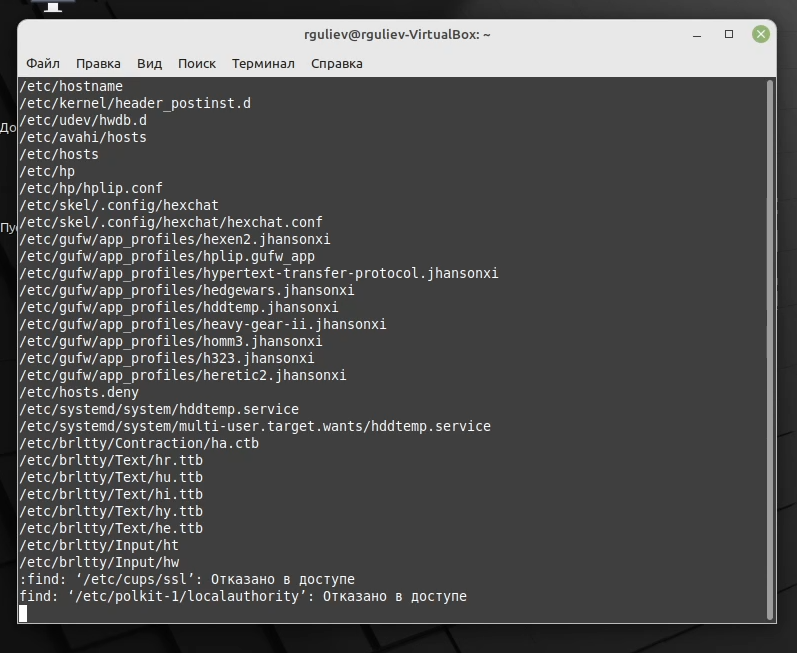 rguliev@rguliev-VirtualBox: ~
Файл Правка Вид Поиск Терминал Справка
/etc/hostname
/etc/kernel/header_postinst.d
/etc/udev/hwdb.d
/etc/avahi/hosts
/etc/hosts
/etc/hp
/etc/hp/hplip.conf
/etc/skel/.config/hexchat
/etc/skel/.config/hexchat/hexchat.conf
/etc/gufw/app_profiles/hexen2.jhansonxi
/etc/gufw/app_profiles/hplip.gufw_app
/etc/gufw/app_profiles/hypertext-transfer-protocol.jhansonxi
/etc/gufw/app_profiles/hedgewars.jhansonxi
/etc/gufw/app_profiles/hddtemp.jhansonxi
/etc/gufw/app_profiles/heavy-gear-ii.jhansonxi
/etc/gufw/app_profiles/homm3.jhansonxi
/etc/gufw/app_profiles/h323.jhansonxi
/etc/gufw/app_profiles/heretic2.jhansonxi
/etc/hosts.deny
/etc/systemd/system/hddtemp.service
/etc/systemd/system/multi-user.target.wants/hddtemp.service
/etc/brltty/Contraction/ha.ctb
/etc/brltty/Text/hr.ttb
/etc/brltty/Text/hu.ttb
/etc/brltty/Text/hi.ttb
/etc/brltty/Text/hy.ttb
/etc/brltty/Text/he.ttb
/etc/brltty/Input/ht
/etc/brltty/Input/hw
:find: ‘/etc/cups/ssl’: Отказано в доступе
find: ‘/etc/polkit-1/localauthority’: Отказано в доступе